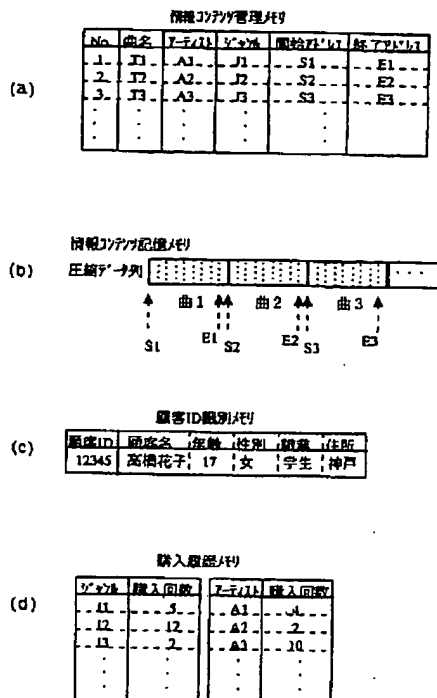 情報コンテンツ管理メモリ
No. 曲名 アーティスト ジャンル 開始アドレス 終了アドレス
1 T1 A1 J1 S1 E1
2 T2 A2 J2 S2 E2
3 T3 A3 J3 S3 E3
(a)
情報コンテンツ記憶メモリ
(b) 圧縮データ列 ...
曲1 曲2 曲3
S1 E1 S2 E2 S3 E3
顧客ID識別メモリ
(c) 顧客ID 顧客名 年齢 性別 職業 住所
12345 高橋花子 17 女 学生 神戸
購入履歴メモリ
(d) ジャンル 購入回数 アーティスト 購入回数
J1 5 A1 4
J2 12 A2 2
J3 2 A3 10